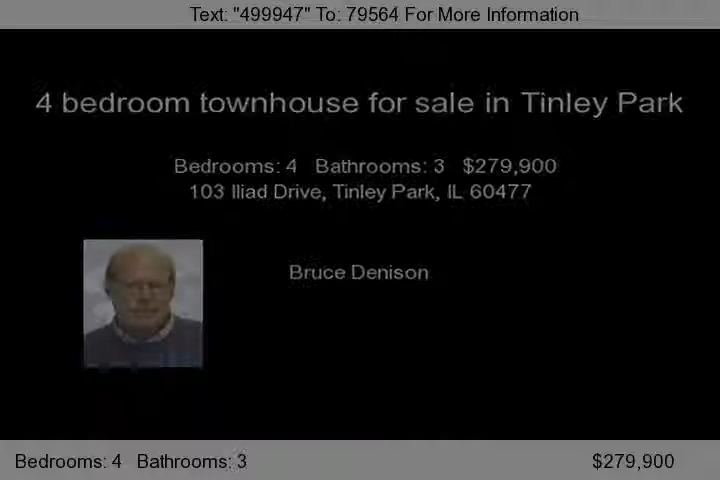 Text: "499947" To: 79564 For More Information
4 bedroom townhouse for sale in Tinley Park
Bedrooms: 4 Bathrooms: 3 $279,900
103 Iliad Drive, Tinley Park, IL 60477
Bruce Denison
Bedrooms: 4 Bathrooms: 3 $279,900